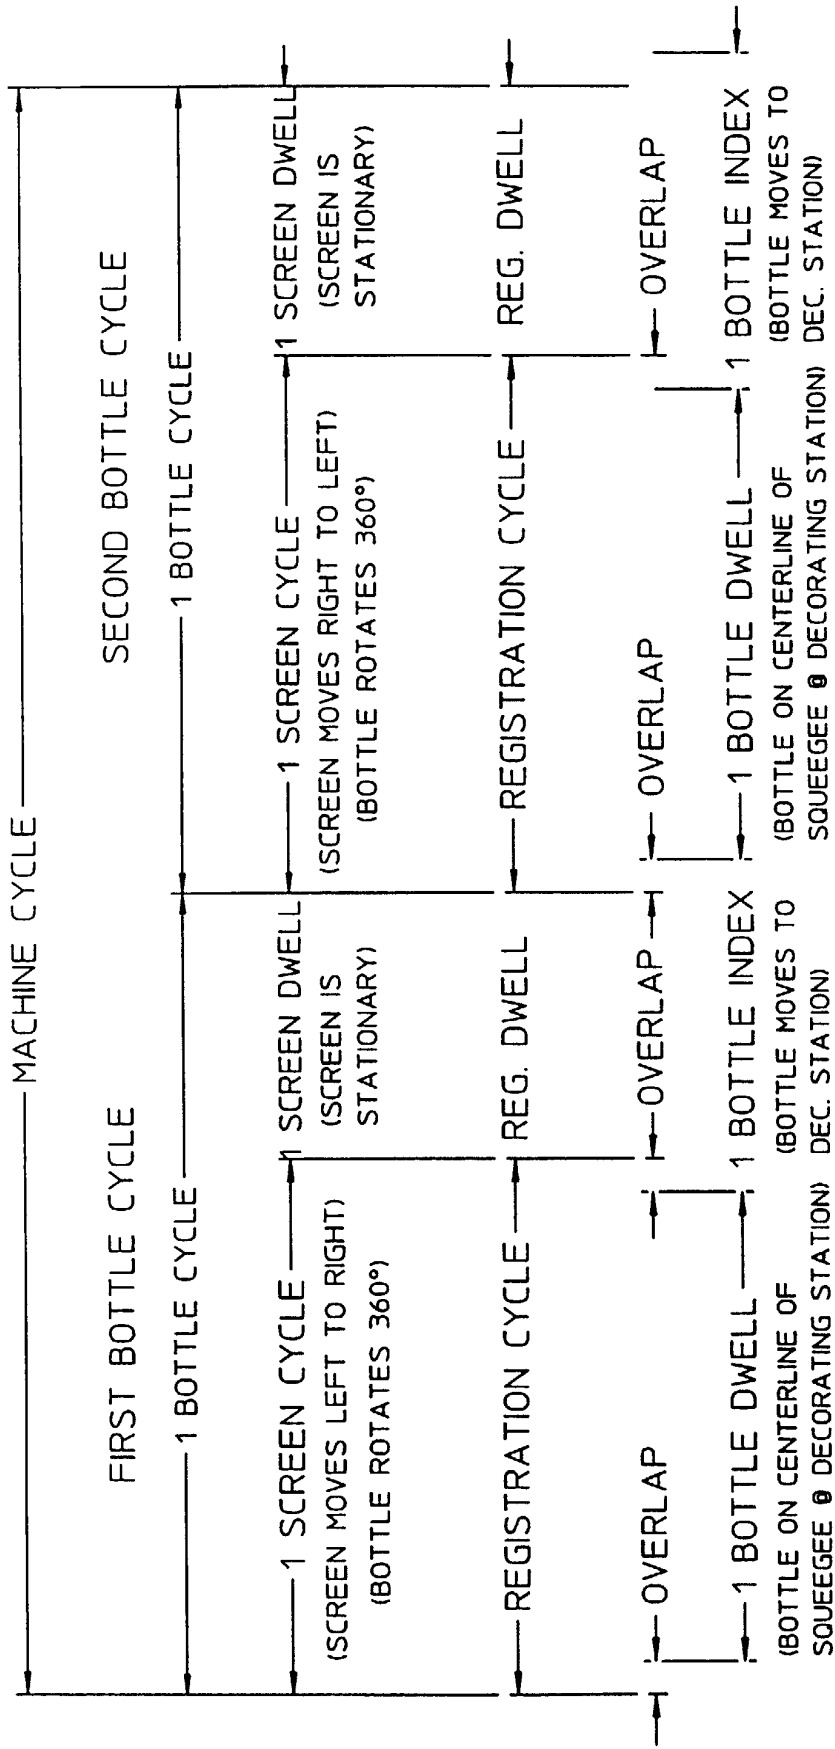 MACHINE CYCLE
FIRST BOTTLE CYCLE
SECOND BOTTLE CYCLE
1 BOTTLE CYCLE
1 BOTTLE CYCLE
1 SCREEN CYCLE
(SCREEN MOVES LEFT TO RIGHT)
(BOTTLE ROTATES 360°)
1 SCREEN DWELL
(SCREEN IS
STATIONARY)
1 SCREEN CYCLE
(SCREEN MOVES RIGHT TO LEFT)
(BOTTLE ROTATES 360°)
1 SCREEN DWELL
(SCREEN IS
STATIONARY)
REGISTRATION CYCLE
REG. DWELL
REGISTRATION CYCLE
REG. DWELL
OVERLAP
OVERLAP
OVERLAP
OVERLAP
1 BOTTLE DWELL
(BOTTLE ON CENTERLINE OF
SQUEEGEE @ DECORATING STATION)
1 BOTTLE INDEX
(BOTTLE MOVES TO
DEC. STATION)
1 BOTTLE DWELL
(BOTTLE ON CENTERLINE OF
SQUEEGEE @ DECORATING STATION)
1 BOTTLE INDEX
(BOTTLE MOVES TO
DEC. STATION)